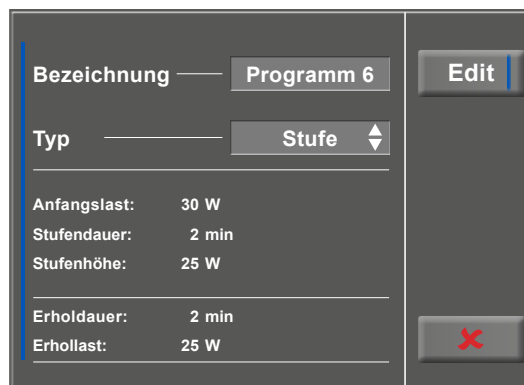 Bezeichnung Programm 6
Edit
Typ Stufe
Anfangslast: 30 W
Stufendauer: 2 min
Stufenhöhe: 25 W
Erholdauer: 2 min
Erhollast: 25 W